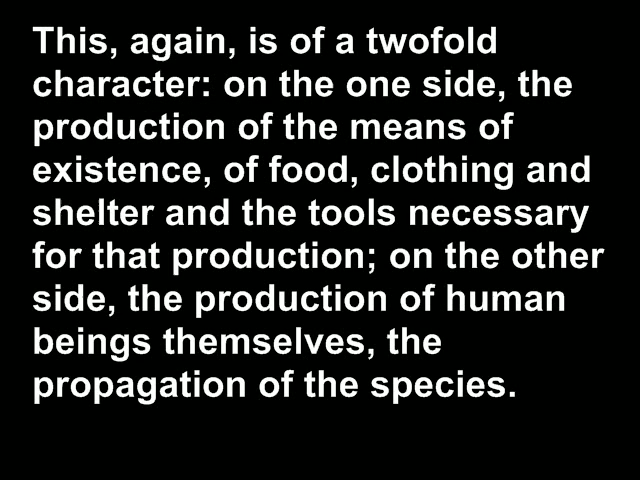 This, again, is of a twofold
character: on the one side, the
production of the means of
existence, of food, clothing and
shelter and the tools necessary
for that production; on the other
side, the production of human
beings themselves, the
propagation of the species.